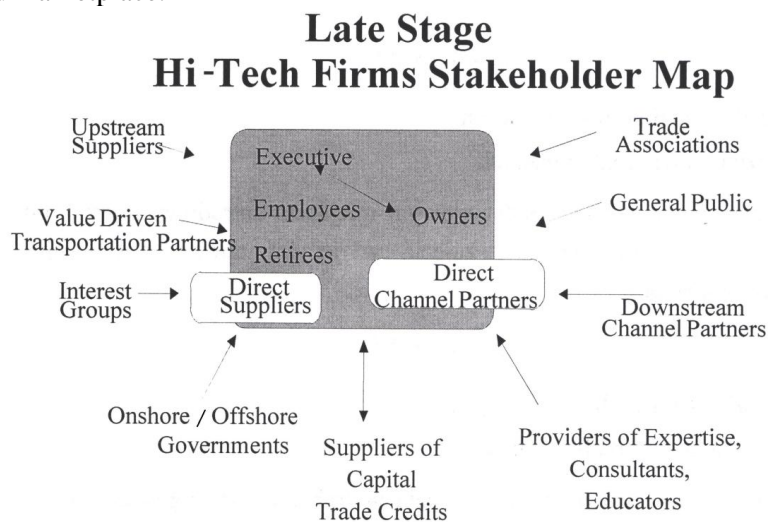 Late Stage
Hi-Tech Firms Stakeholder Map
Upstream
Suppliers
Executive
Trade
Associations
Employees
Owners
General Public
Value Driven
Transportation Partners
Retirees
Direct
Suppliers
Direct
Channel Partners
Interest
Groups
Downstream
Channel Partners
Onshore / Offshore
Governments
Suppliers of
Capital
Trade Credits
Providers of Expertise,
Consultants,
Educators